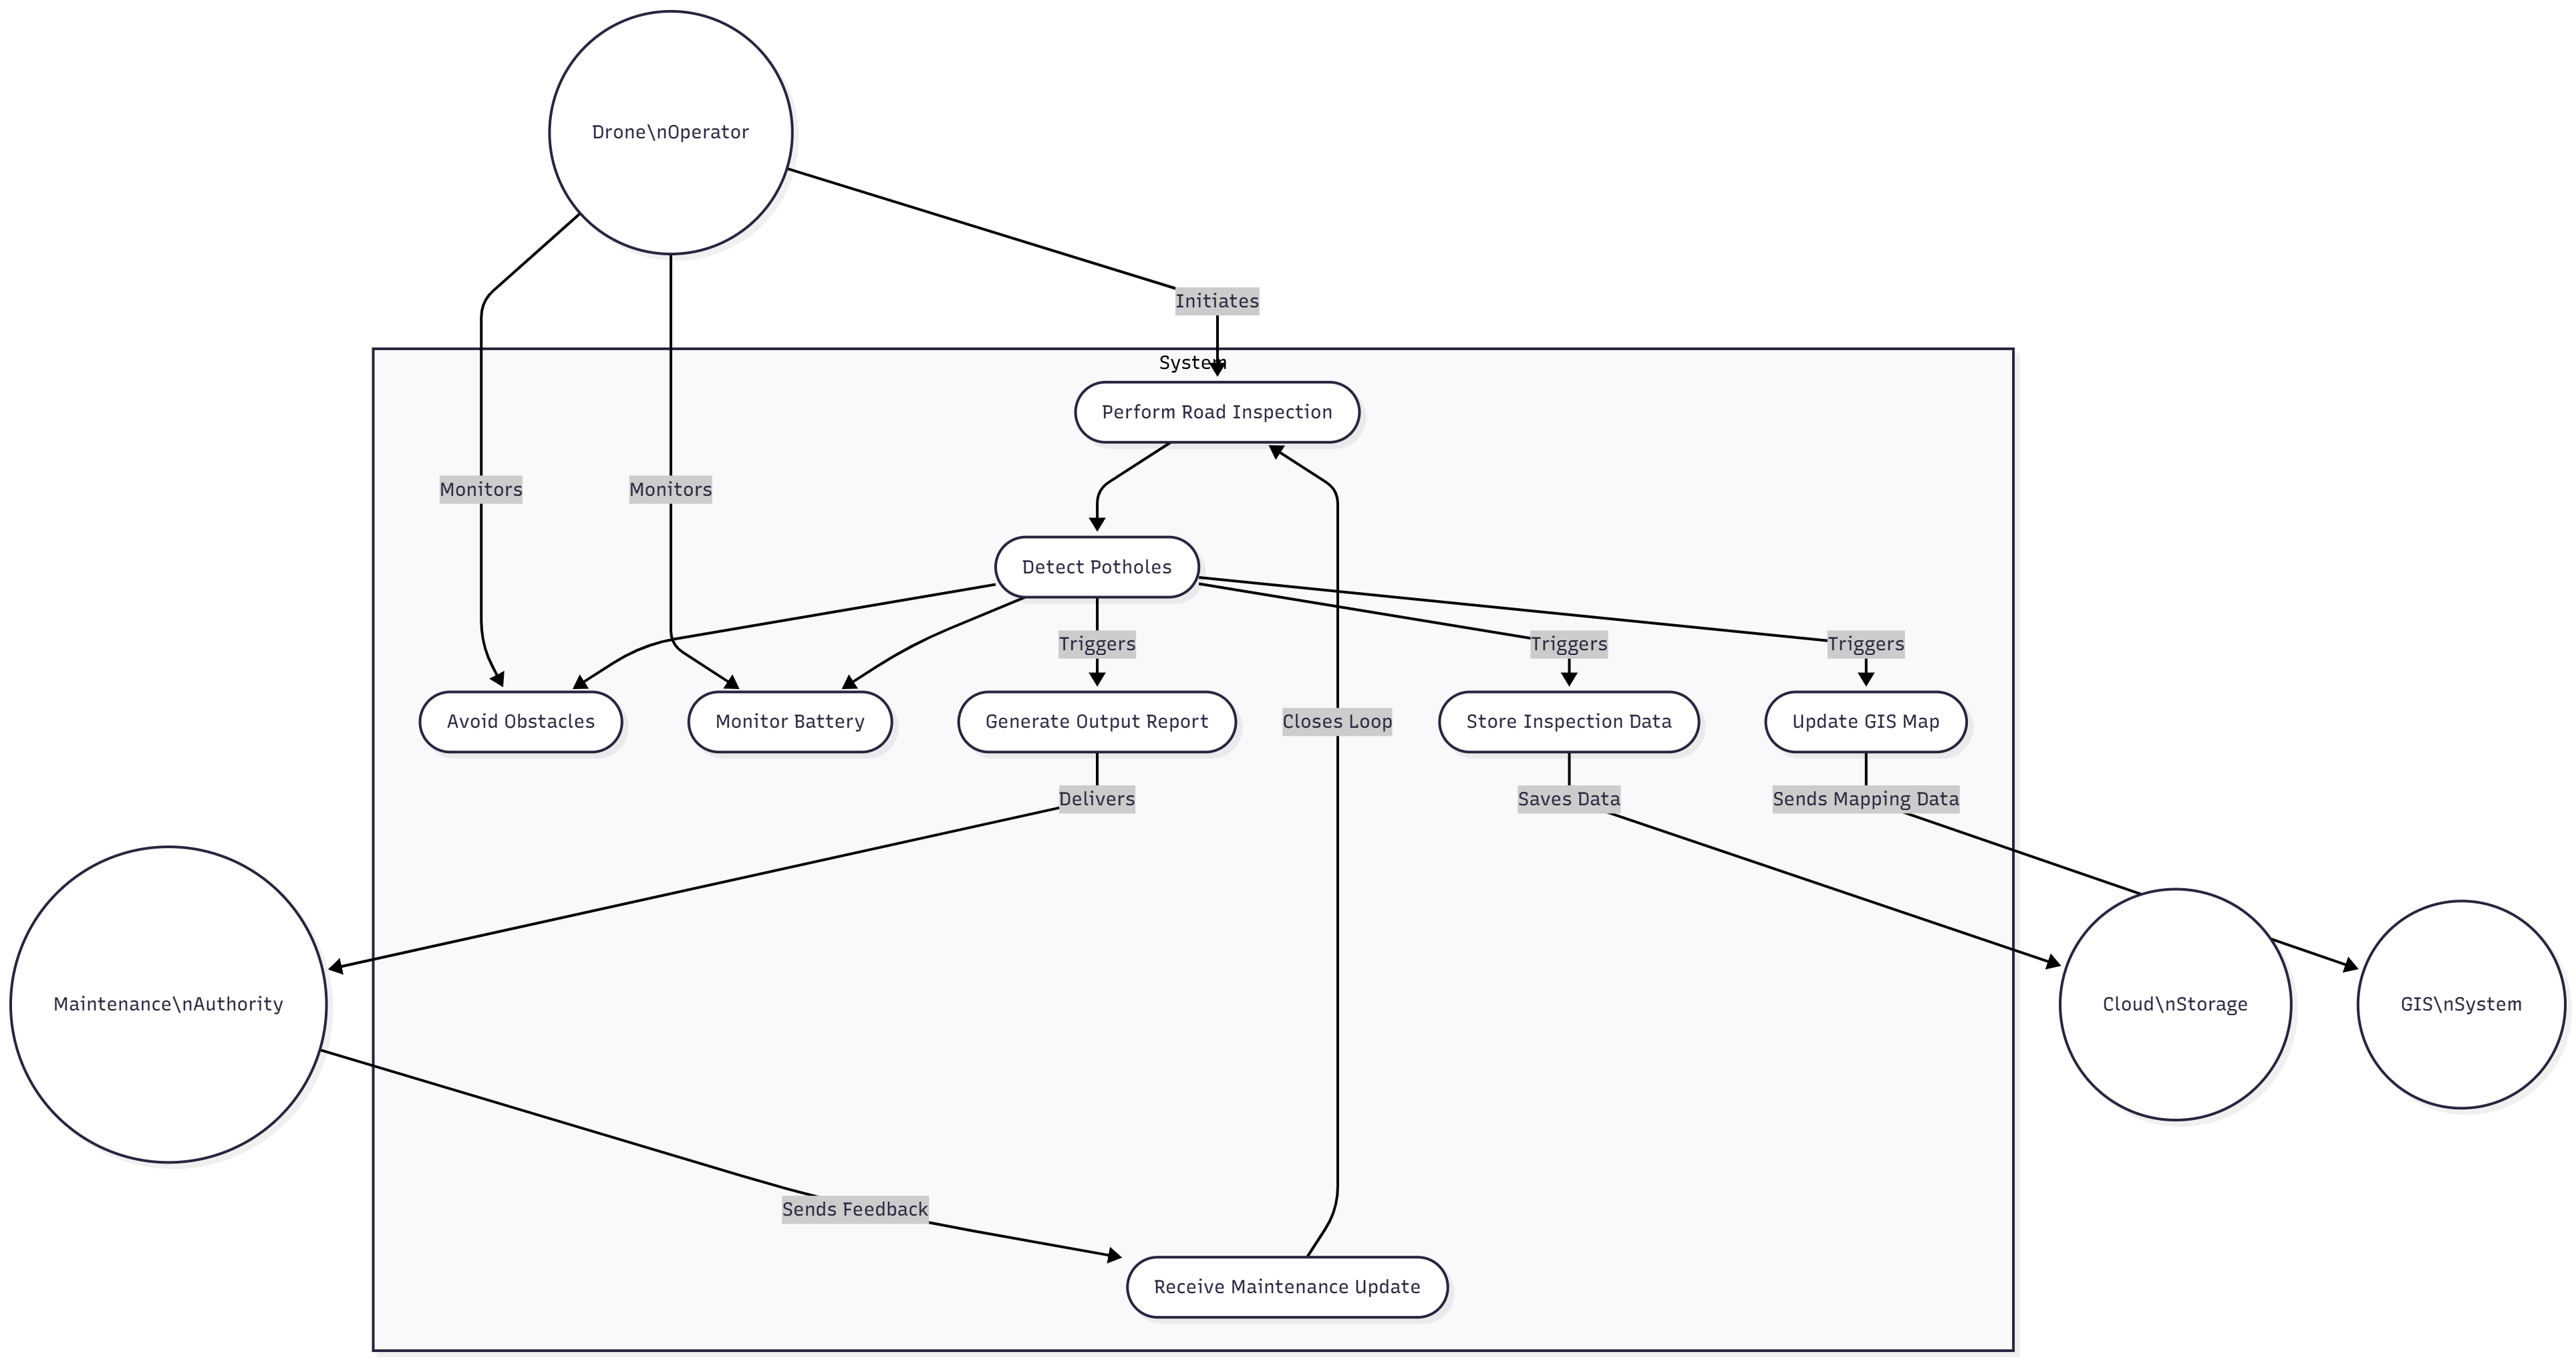 Drone\nOperator
Initiates
System
Perform Road Inspection
Monitors
Monitors
Detect Potholes
Triggers
Triggers
Triggers
Avoid Obstacles
Monitor Battery
Generate Output Report
Closes Loop
Store Inspection Data
Update GIS Map
Delivers
Saves Data
Sends Mapping Data
Maintenance\nAuthority
Cloud\nStorage
GIS\nSystem
Sends Feedback
Receive Maintenance Update